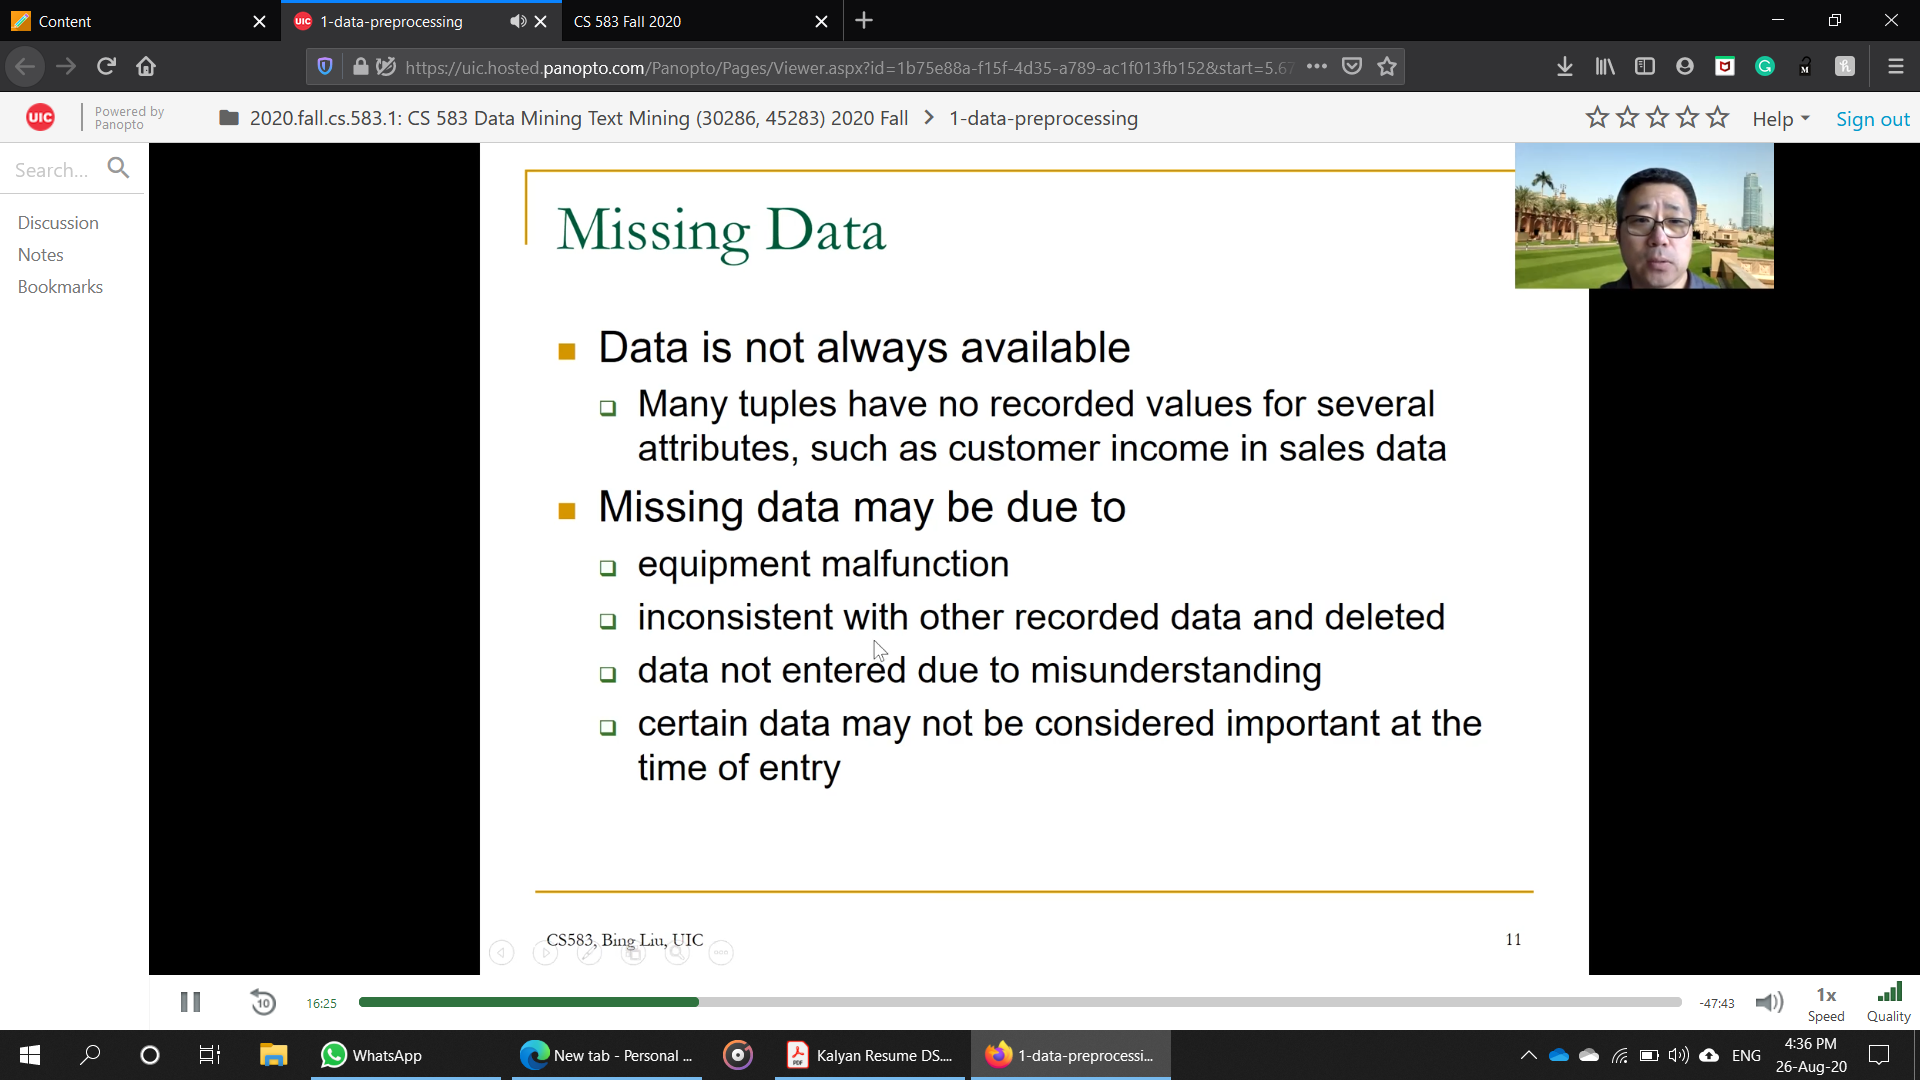 Content
UIC 1-data-preprocessing
CS 583 Fall 2020
https://uic.hosted.panopto.com/Panopto/Pages/Viewer.aspx?id=1b75e88a-f15f-4d35-a789-ac1f013fb152&start=5.67
UIC
Powered by
Panopto
2020.fall.cs.583.1: CS 583 Data Mining Text Mining (30286, 45283) 2020 Fall > 1-data-preprocessing
Help
Sign out
Search...
Discussion
Notes
Bookmarks
Missing Data
Data is not always available
Many tuples have no recorded values for several
attributes, such as customer income in sales data
Missing data may be due to
equipment malfunction
inconsistent with other recorded data and deleted
data not entered due to misunderstanding
certain data may not be considered important at the
time of entry
CS583, Bing Liu, UIC
11
10
16:25
-47:43
1x
Speed
Quality
WhatsApp
New tab - Personal ...
PDF
Kalyan Resume DS....
1-data-preprocessi...
ENG
4:36 PM
26-Aug-20